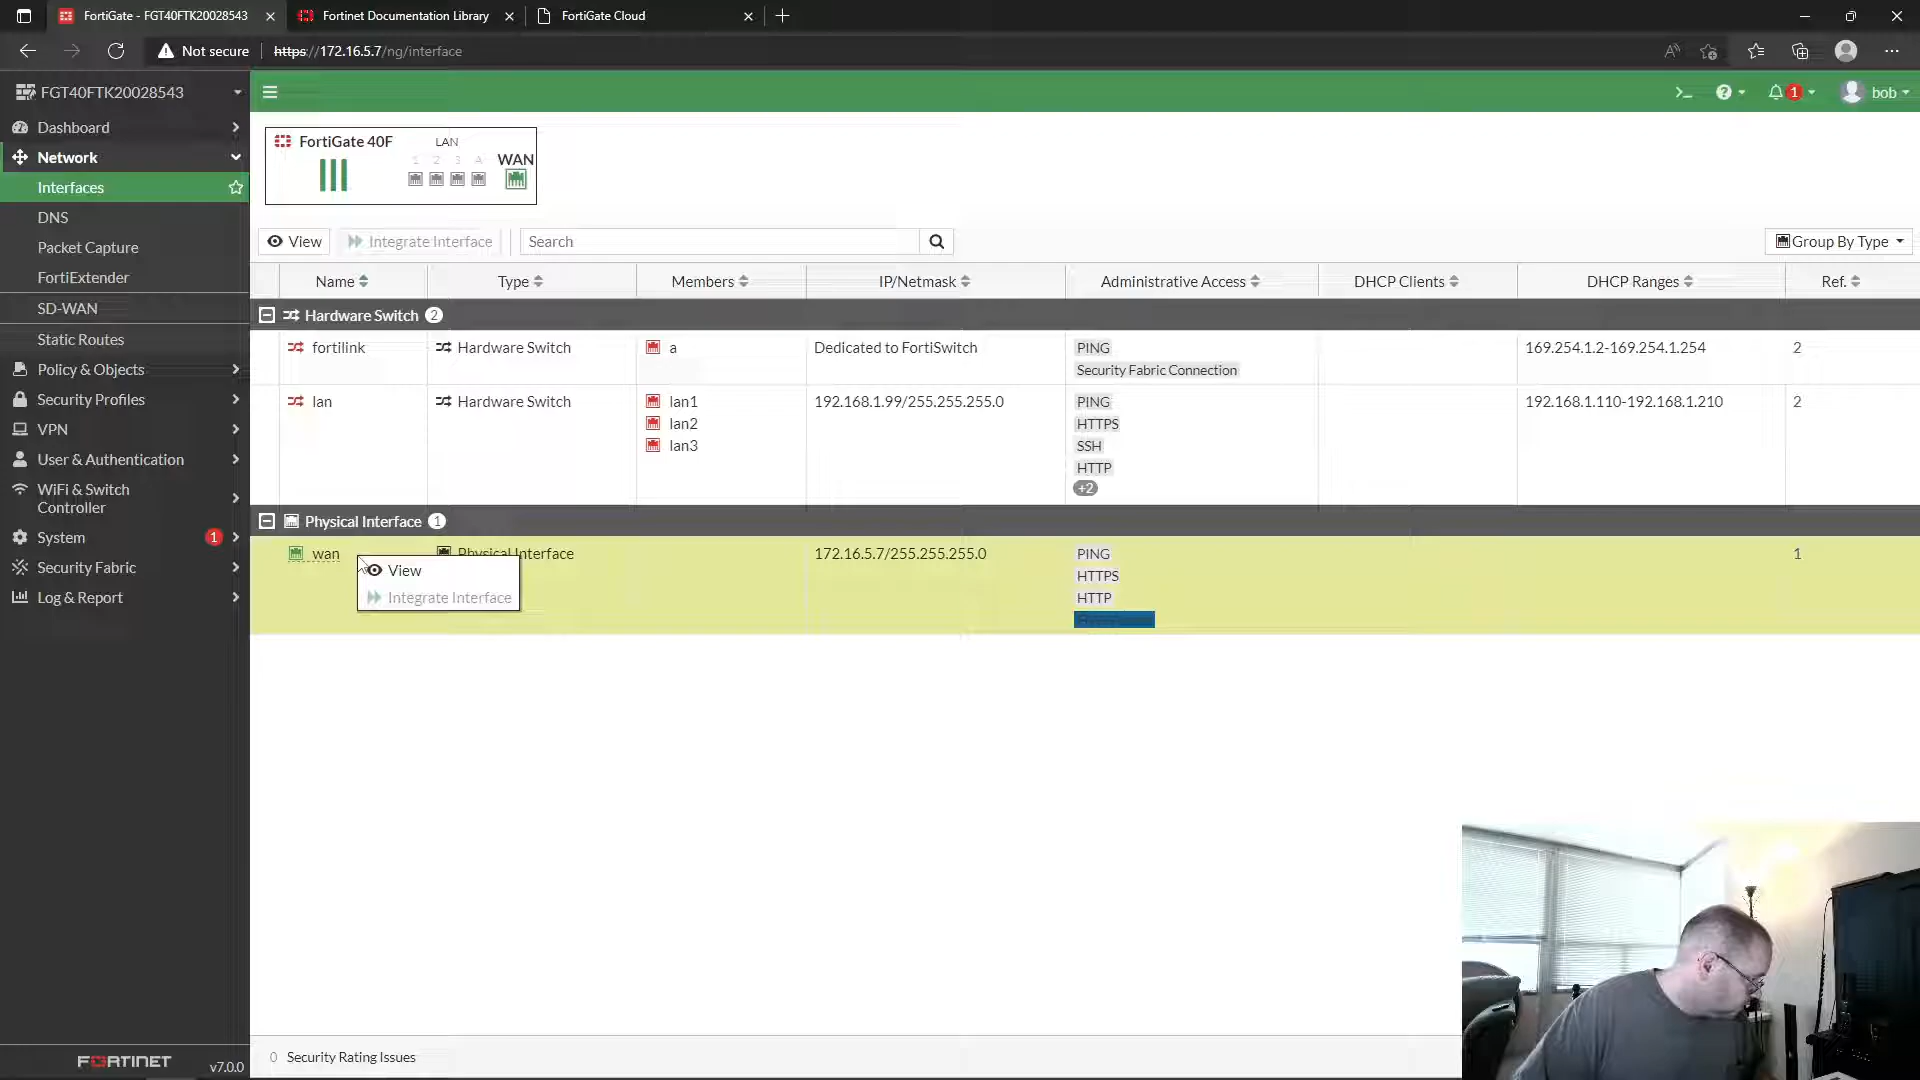 FortiGate - FGT40FTK20028543
Fortinet Documentation Library
FortiGate Cloud
Not secure
https://172.16.5.7/ng/interface
FGT40FTK20028543
1
bob
Dashboard
Network
Interfaces
DNS
Packet Capture
FortiExtender
SD-WAN
Static Routes
Policy & Objects
Security Profiles
VPN
User & Authentication
WiFi & Switch
Controller
System
1
Security Fabric
Log & Report
FORTINET
v7.0.0
FortiGate 40F
LAN
1 2 3 A
WAN
View
Integrate Interface
Search
Group By Type
Name
Type
Members
IP/Netmask
Administrative Access
DHCP Clients
DHCP Ranges
Ref.
Hardware Switch 2
fortilink
Hardware Switch
a
Dedicated to FortiSwitch
PING
Security Fabric Connection
169.254.1.2-169.254.1.254
2
lan
Hardware Switch
lan1
lan2
lan3
192.168.1.99/255.255.255.0
PING
HTTPS
SSH
HTTP
+2
192.168.1.110-192.168.1.210
2
Physical Interface 1
wan
Physical Interface
172.16.5.7/255.255.255.0
PING
HTTPS
HTTP
1
View
Integrate Interface
0 Security Rating Issues